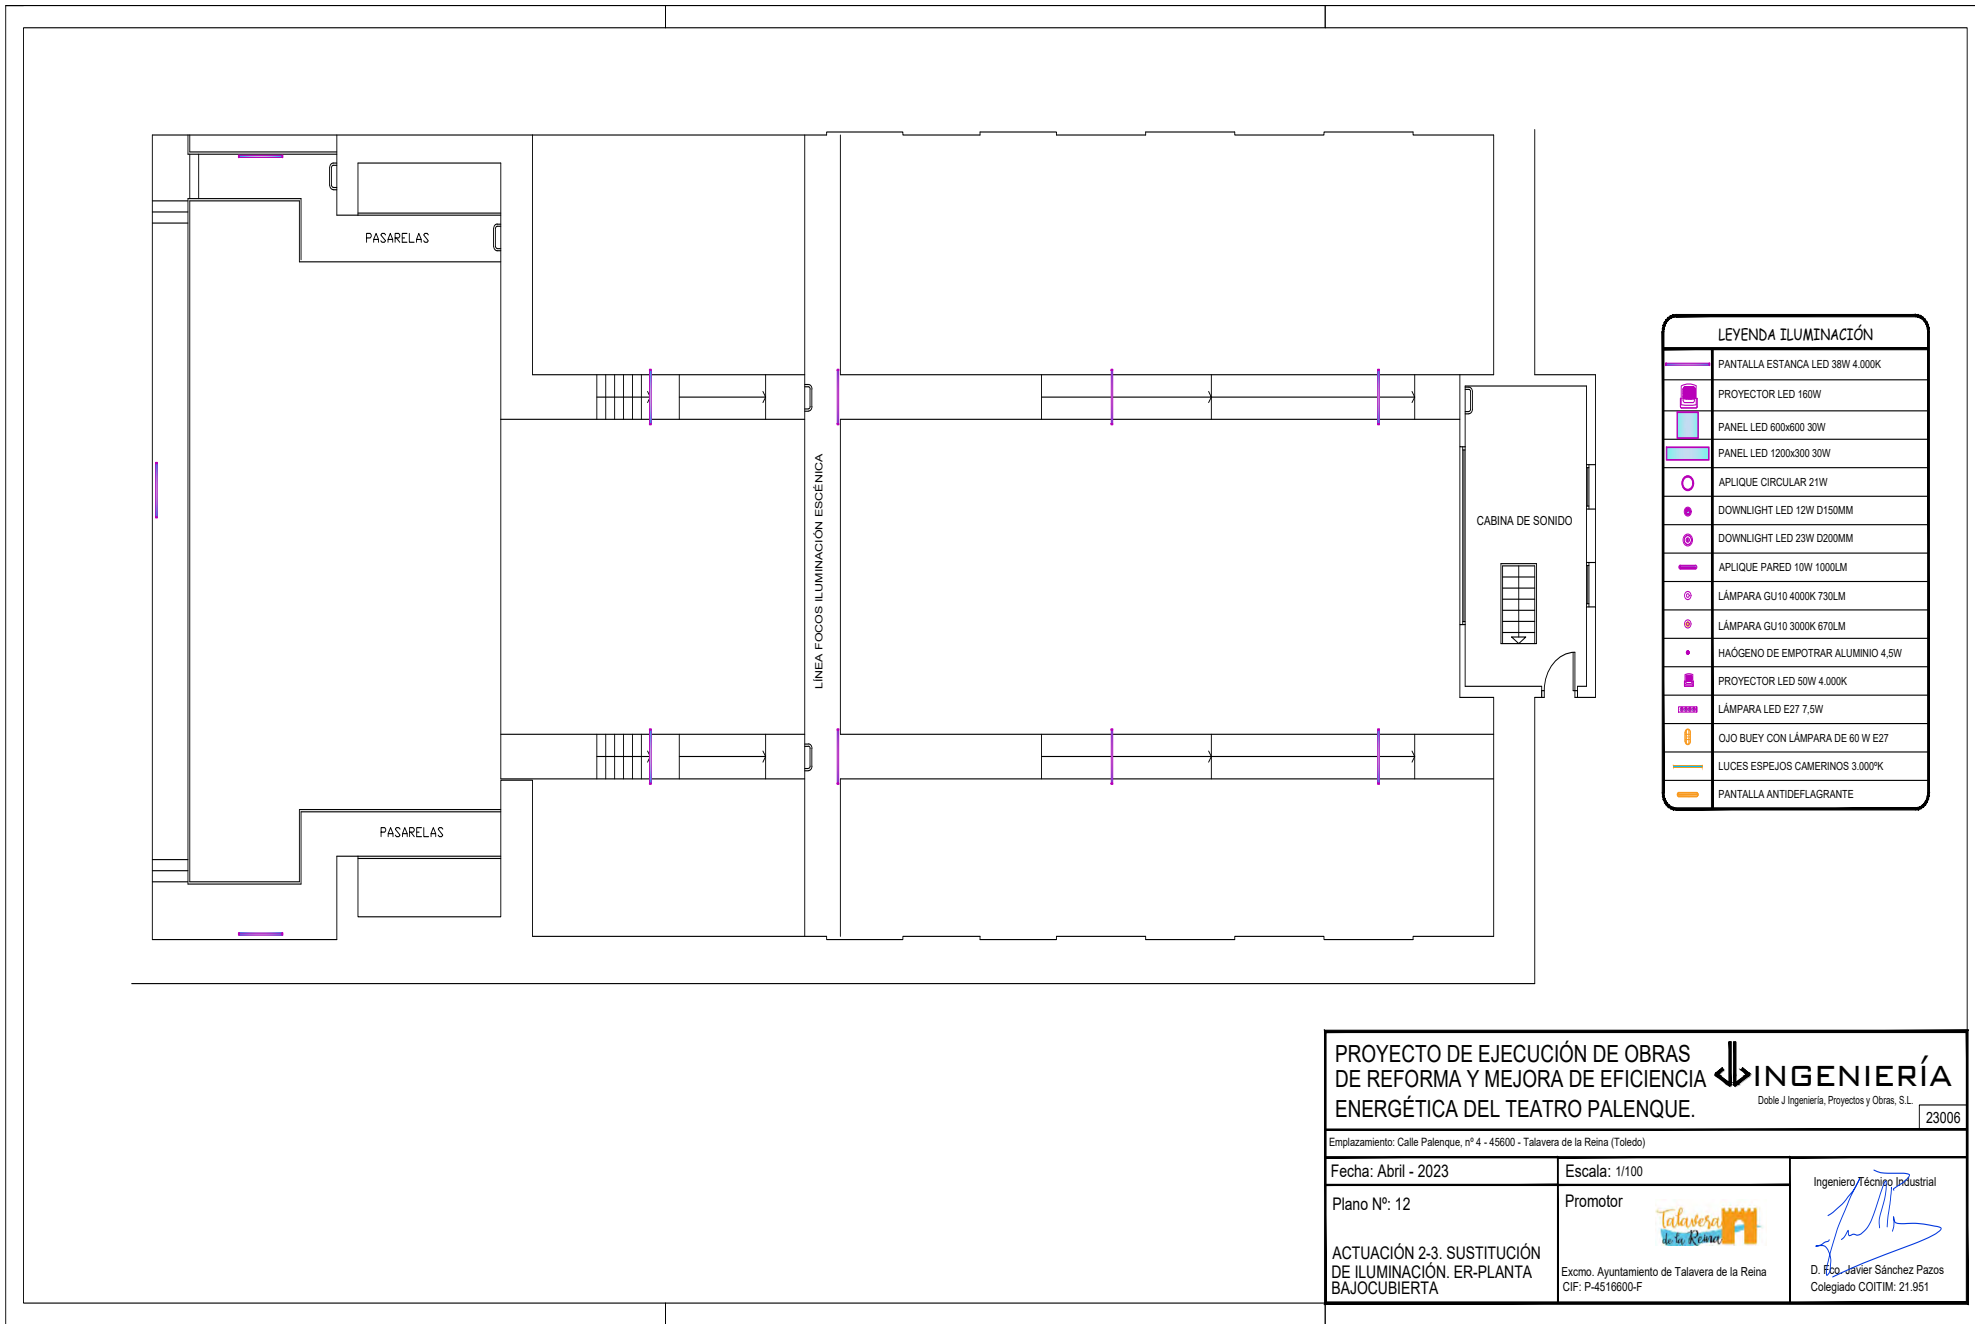 PASARELAS
LÍNEA FOCOS ILUMINACIÓN ESCÉNICA
CABINA DE SONIDO
PASARELAS
LEYENDA ILUMINACIÓN
PANTALLA ESTANCA LED 38W 4.000K
PROYECTOR LED 160W
PANEL LED 600x600 30W
PANEL LED 1200x300 30W
APLIQUE CIRCULAR 21W
DOWNLIGHT LED 12W D150MM
DOWNLIGHT LED 23W D200MM
APLIQUE PARED 10W 1000LM
LÁMPARA GU10 4000K 730LM
LÁMPARA GU10 3000K 670LM
HAÓGENO DE EMPOTRAR ALUMINIO 4,5W
PROYECTOR LED 50W 4.000K
LÁMPARA LED E27 7,5W
OJO BUEY CON LÁMPARA DE 60 W E27
LUCES ESPEJOS CAMERINOS 3.000ºK
PANTALLA ANTIDEFLAGRANTE
PROYECTO DE EJECUCIÓN DE OBRAS
DE REFORMA Y MEJORA DE EFICIENCIA
ENERGÉTICA DEL TEATRO PALENQUE.
INGENIERÍA
Doble J Ingeniería, Proyectos y Obras, S.L.
23006
Emplazamiento: Calle Palenque, nº 4 - 45600 - Talavera de la Reina (Toledo)
Fecha: Abril - 2023
Escala: 1/100
Plano Nº: 12
ACTUACIÓN 2-3. SUSTITUCIÓN
DE ILUMINACIÓN. ER-PLANTA
BAJOCUBIERTA
Promotor
Talavera
de la Reina
Excmo. Ayuntamiento de Talavera de la Reina
CIF: P-4516600-F
Ingeniero Técnico Industrial
D. Fco. Javier Sánchez Pazos
Colegiado COITIM: 21.951